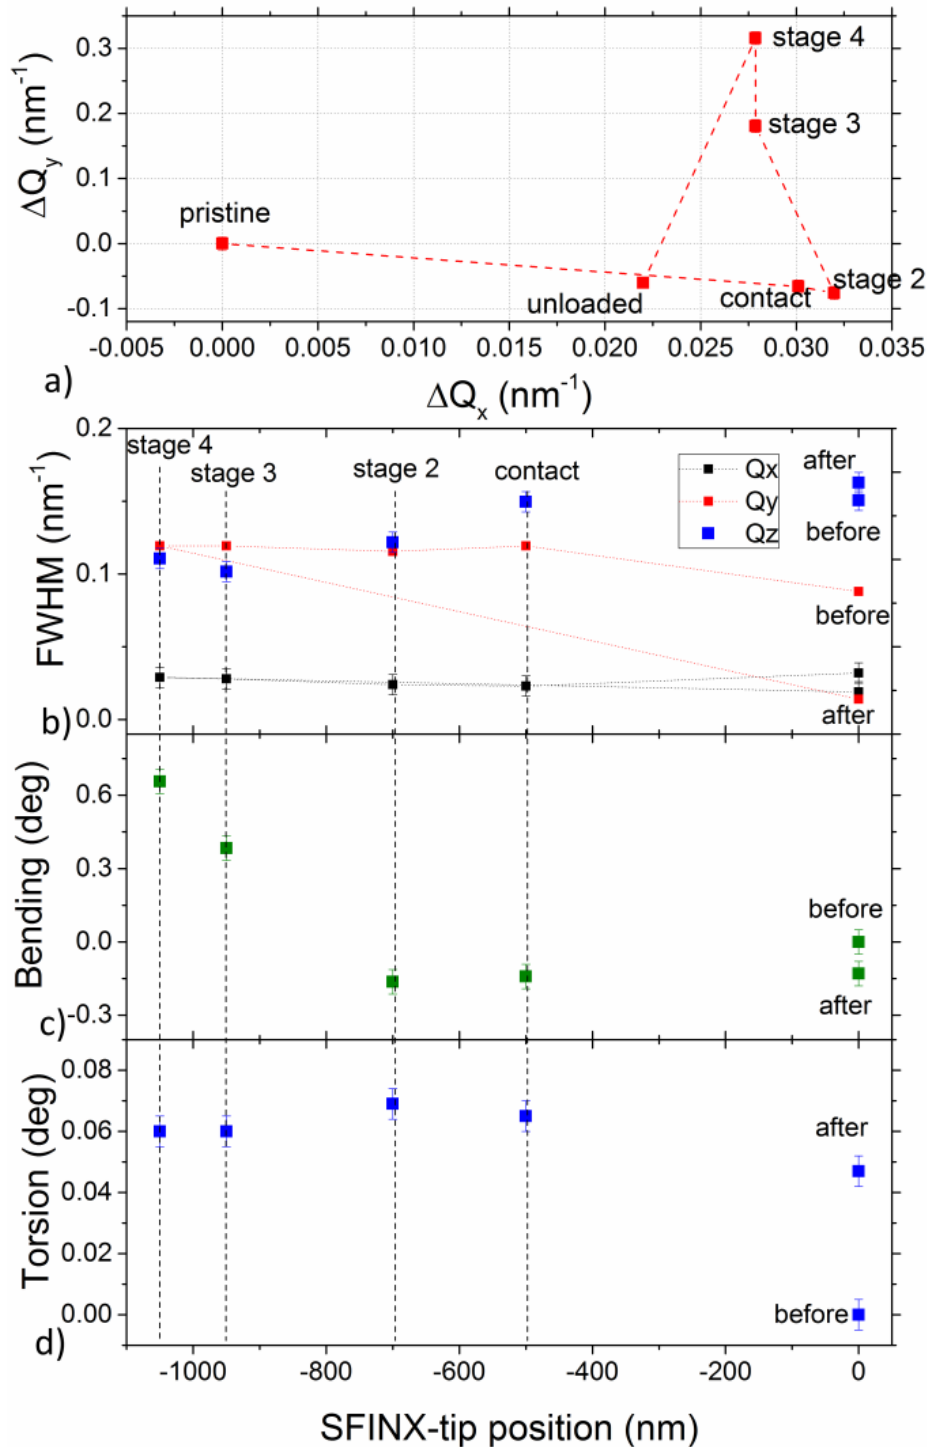 0.3
0.2
0.1
0.0
-0.1
ΔQy (nm⁻¹)
stage 4
stage 3
pristine
stage 2
unloaded
contact
-0.005 0.000 0.005 0.010 0.015 0.020 0.025 0.030 0.035
a)
ΔQx (nm⁻¹)
0.2
0.1
0.0
FWHM (nm⁻¹)
stage 4
stage 3
stage 2
contact
Qx
Qy
Qz
after
before
before
after
b)
0.6
0.3
0.0
-0.3
Bending (deg)
before
after
c)
0.08
0.06
0.04
0.02
0.00
Torsion (deg)
after
before
d)
-1000 -800 -600 -400 -200 0
SFINX-tip position (nm)